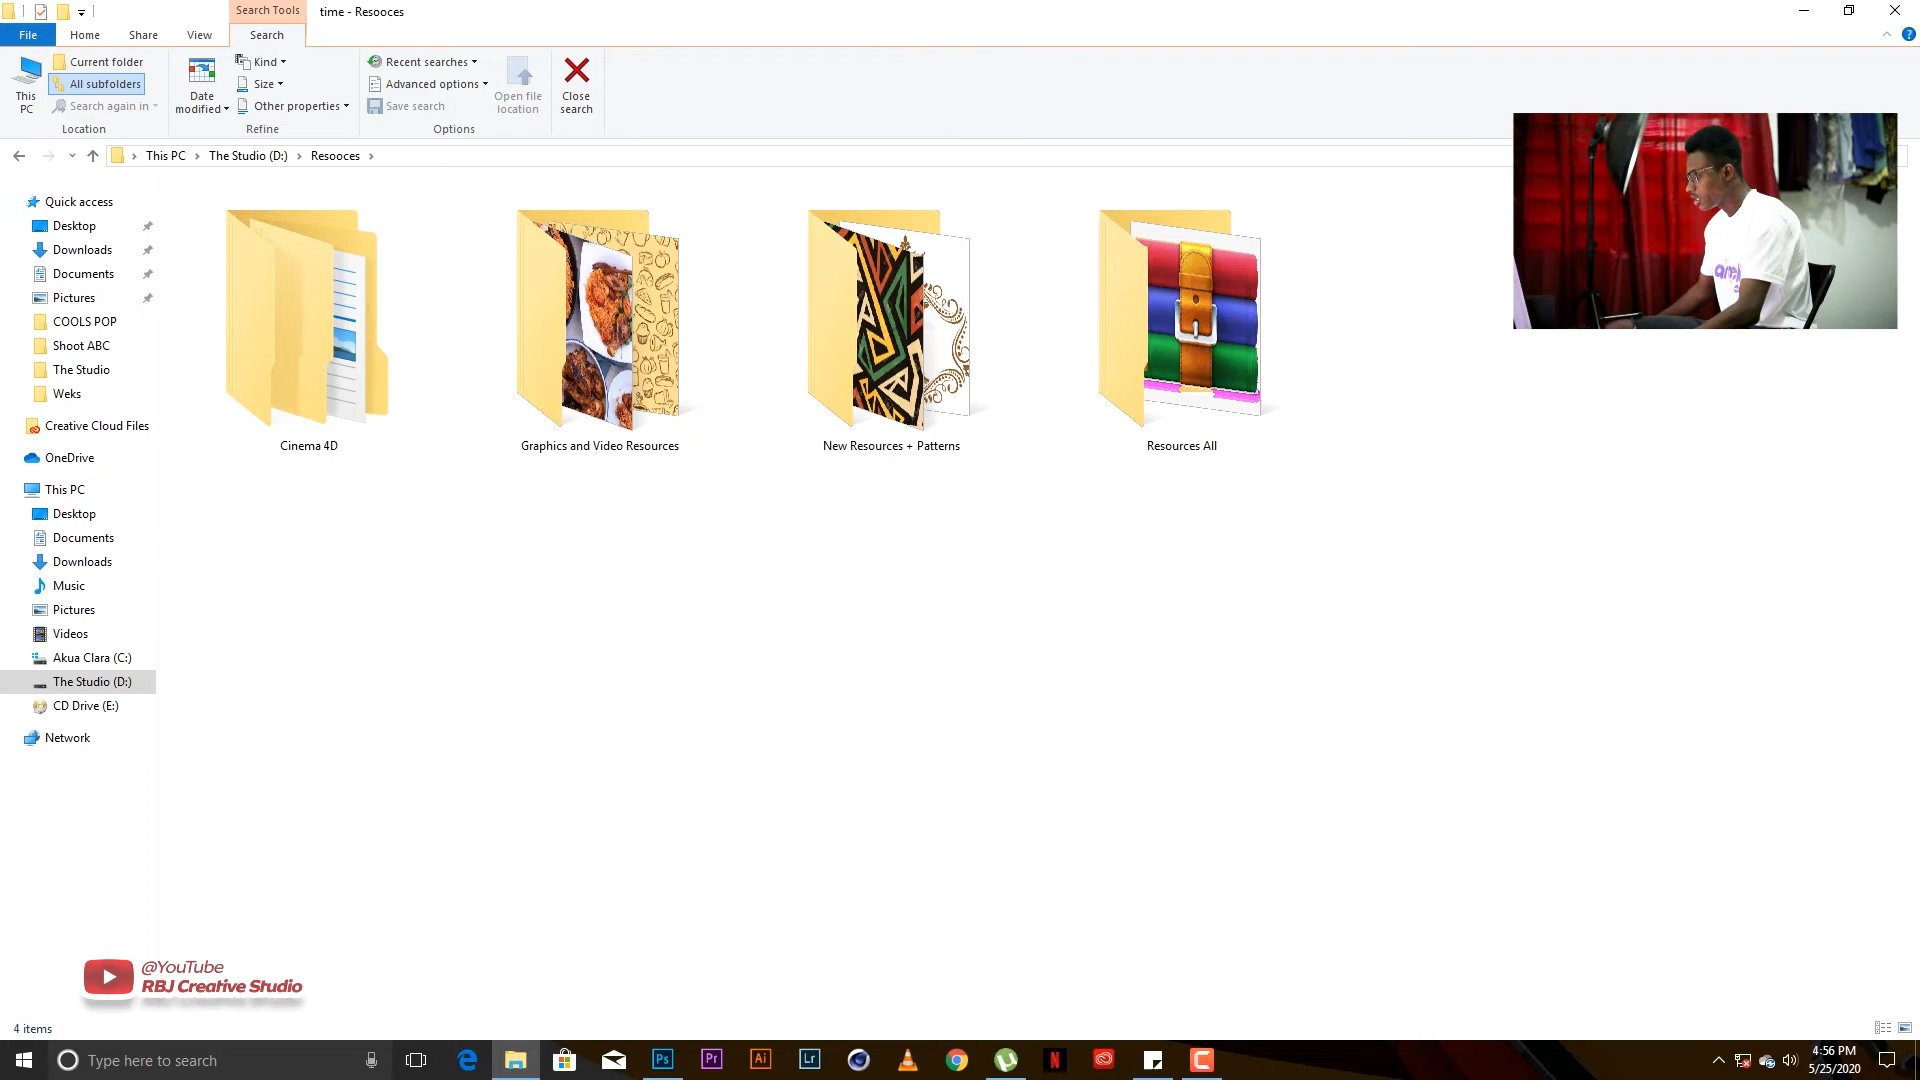 Search Tools
time - Resooces
File
Home
Share
View
Search
This PC
Current folder
All subfolders
Search again in
Location
Date modified
Kind
Size
Other properties
Refine
Recent searches
Advanced options
Save search
Options
Open file location
Close search
This PC
The Studio (D:)
Resooces
Quick access
Desktop
Downloads
Documents
Pictures
COOLS POP
Shoot ABC
The Studio
Weks
Creative Cloud Files
OneDrive
This PC
Desktop
Documents
Downloads
Music
Pictures
Videos
Akua Clara (C:)
The Studio (D:)
CD Drive (E:)
Network
Cinema 4D
Graphics and Video Resources
New Resources + Patterns
Resources All
@YouTube
RBJ Creative Studio
4 items
Type here to search
Ps
Pr
Ai
Lr
N
4:56 PM
5/25/2020